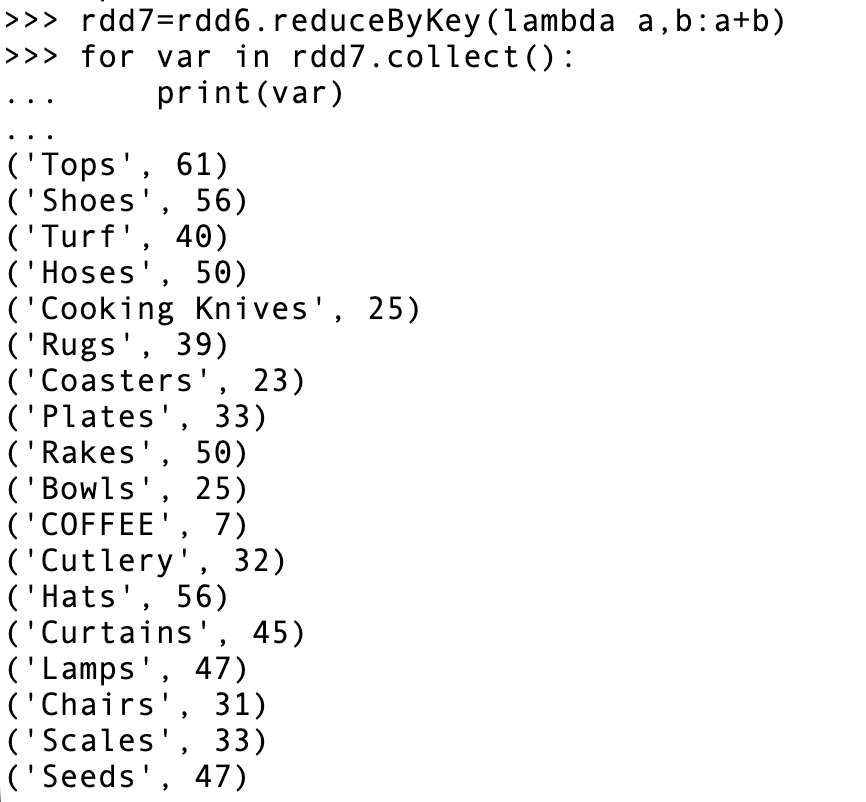 >>> rdd7=rdd6.reduceByKey(lambda a,b:a+b)
>>> for var in rdd7.collect():
...     print(var)
...
('Tops', 61)
('Shoes', 56)
('Turf', 40)
('Hoses', 50)
('Cooking Knives', 25)
('Rugs', 39)
('Coasters', 23)
('Plates', 33)
('Rakes', 50)
('Bowls', 25)
('COFFEE', 7)
('Cutlery', 32)
('Hats', 56)
('Curtains', 45)
('Lamps', 47)
('Chairs', 31)
('Scales', 33)
('Seeds', 47)